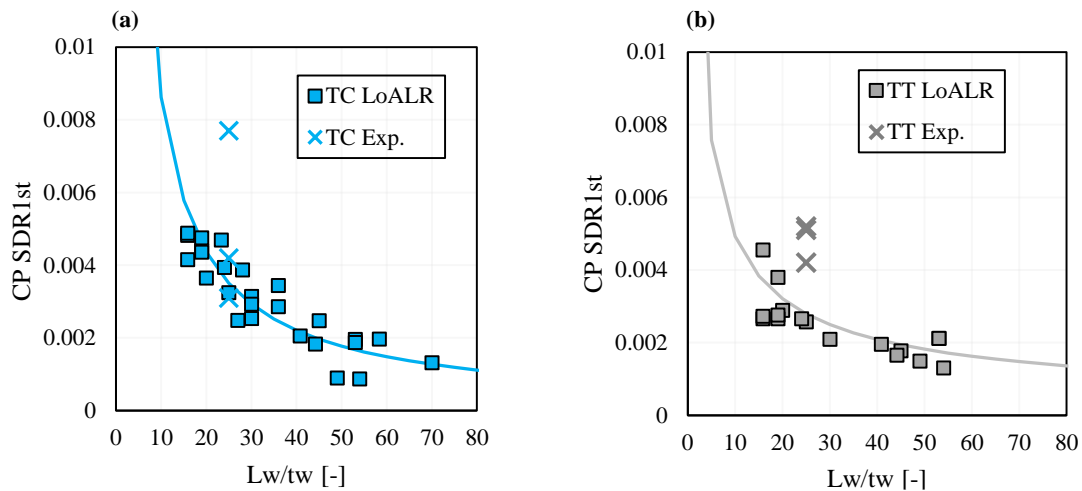 (a)
0.01
0.008
0.006
0.004
0.002
0
CP SDR1st
TC LoALR
TC Exp.
0 10 20 30 40 50 60 70 80
Lw/tw [-]
(b)
0.01
0.008
0.006
0.004
0.002
0
CP SDR1st
TT LoALR
TT Exp.
0 10 20 30 40 50 60 70 80
Lw/tw [-]